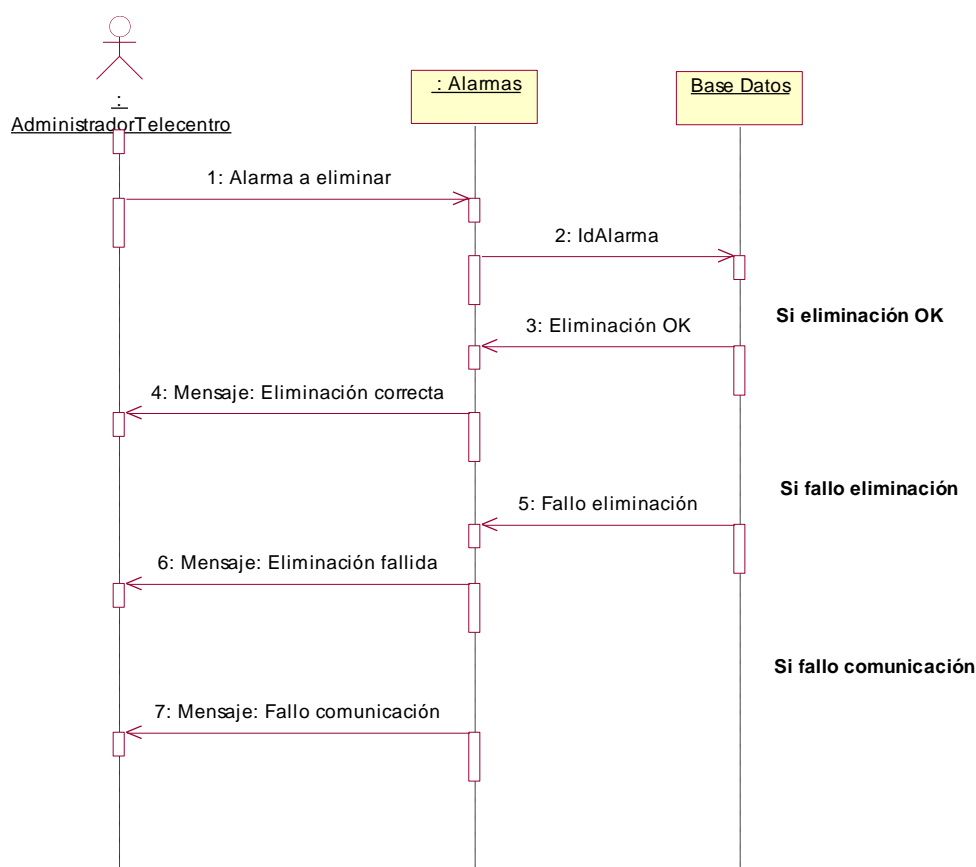 : Alarmas
Base Datos
:
AdministradorTelecentro
1: Alarma a eliminar
2: IdAlarma
Si eliminación OK
3: Eliminación OK
4: Mensaje: Eliminación correcta
Si fallo eliminación
5: Fallo eliminación
6: Mensaje: Eliminación fallida
Si fallo comunicación
7: Mensaje: Fallo comunicación